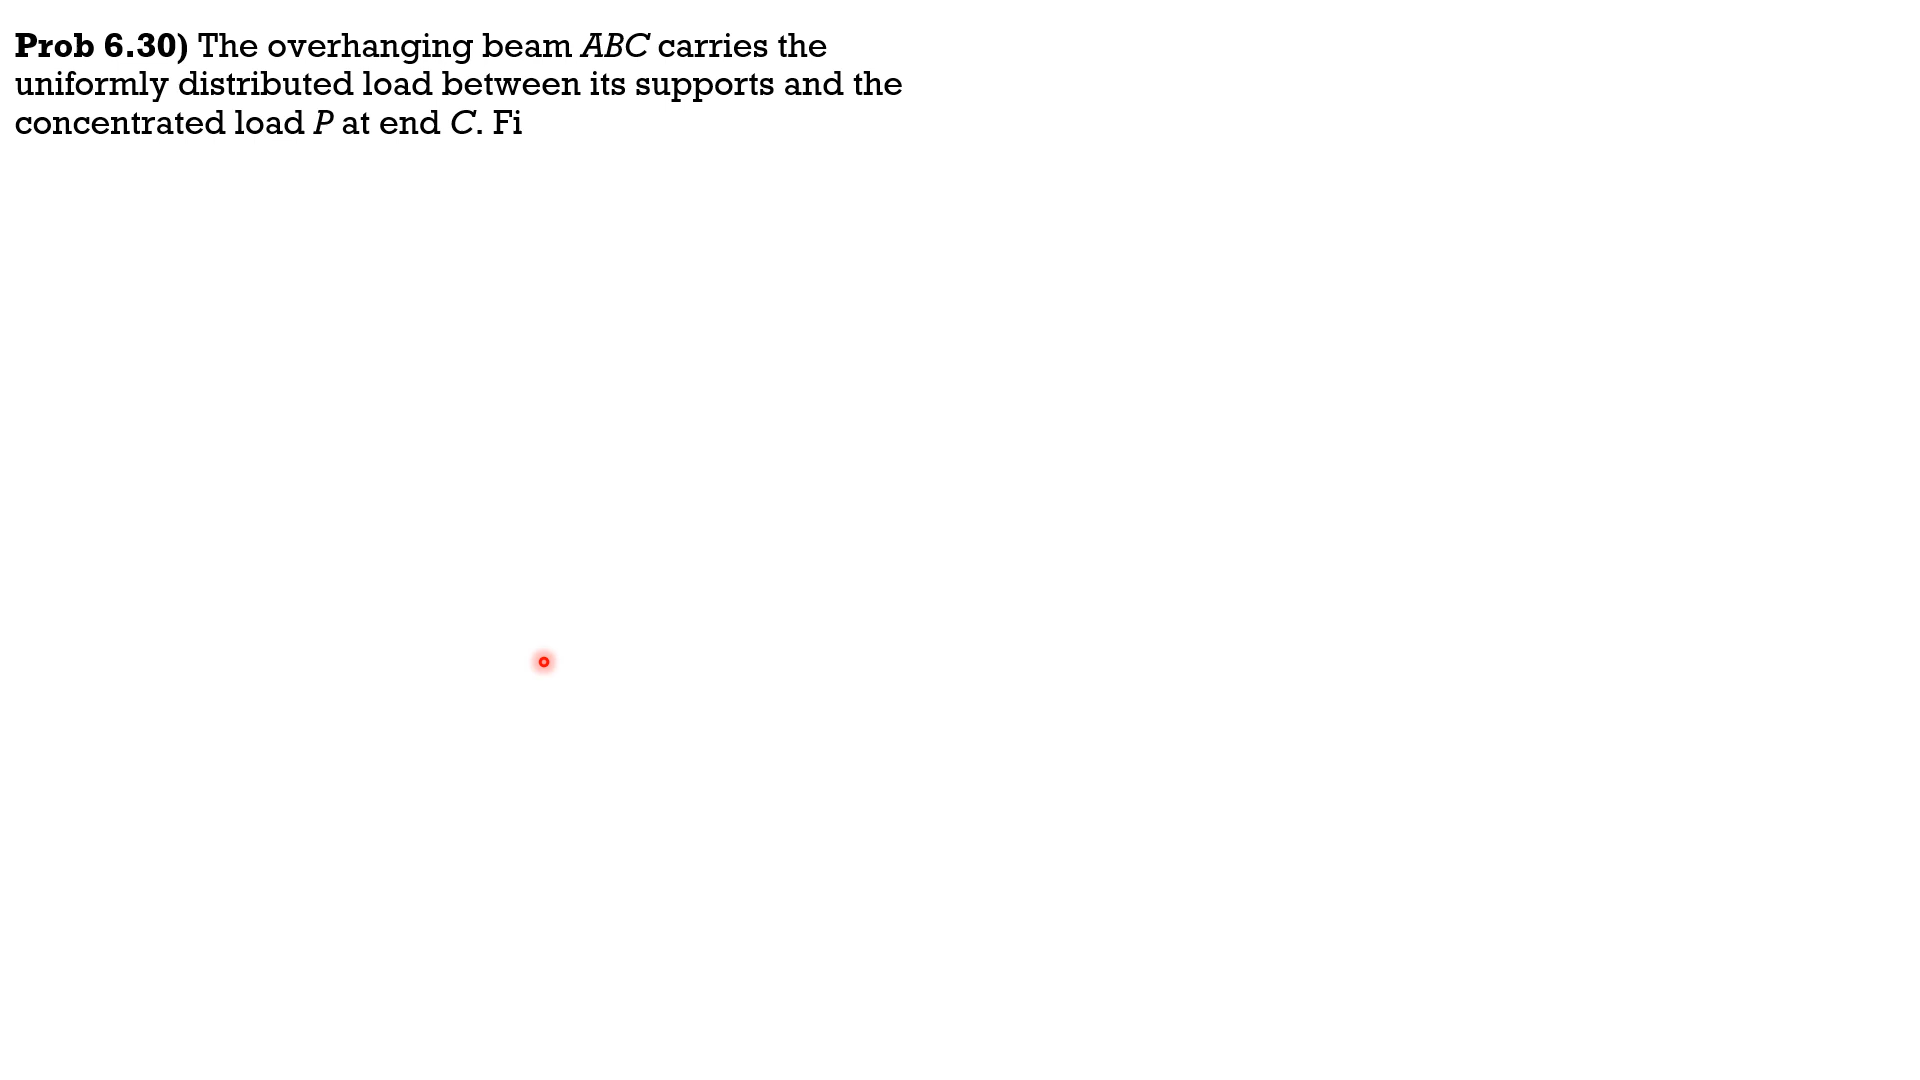 Prob 6.30) The overhanging beam ABC carries the
uniformly distributed load between its supports and the
concentrated load P at end C. Fi